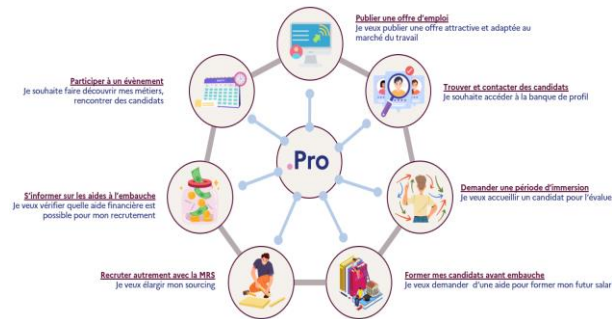 Publier une offre d'emploi
Je veux publier une offre attractive et adaptée au
marché du travail
Participer à un évènement
Je souhaite faire découvrir mes métiers,
rencontrer des candidats
Trouver et contacter des candidats
Je souhaite accéder à la banque de profil
.Pro
S'informer sur les aides à l'embauche
Je veux vérifier quelle aide financière est
possible pour mon recrutement
Demander une période d'immersion
Je veux accueillir un candidat pour l'évalue
Recruter autrement avec la MRS
Je veux élargir mon sourcing
Former mes candidats avant embauche
Je veux demander d'une aide pour former mon futur salar